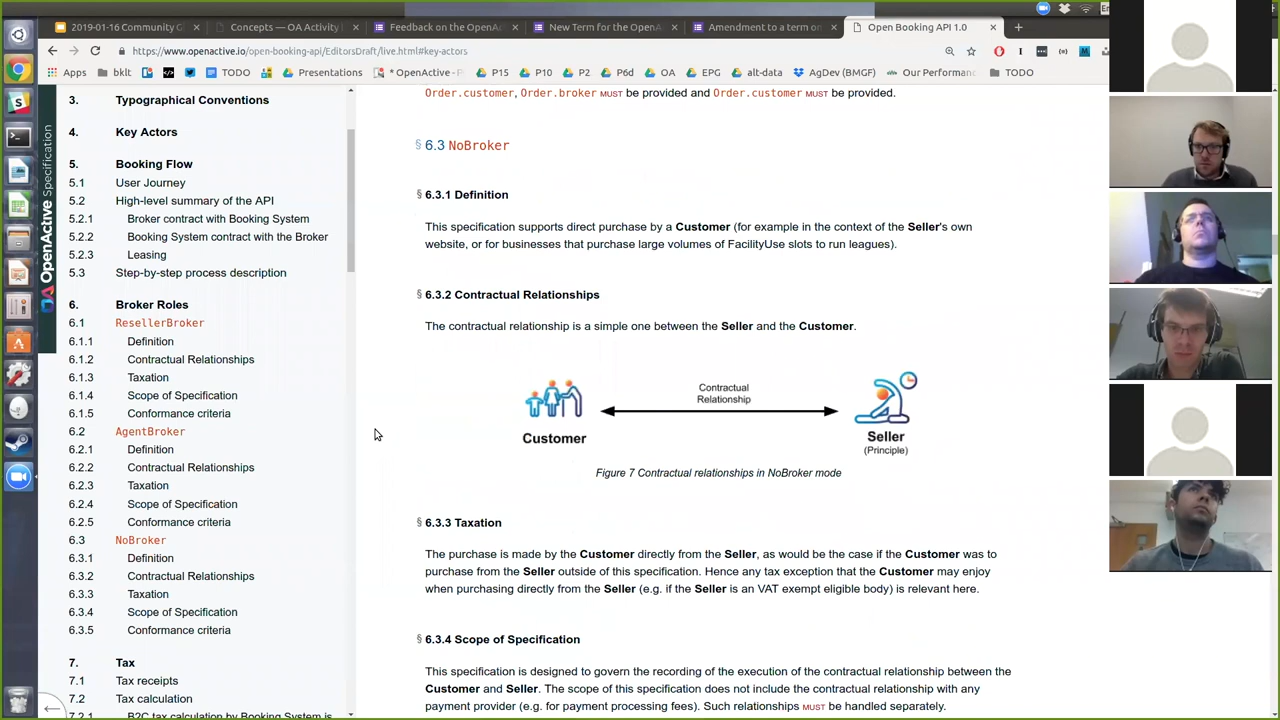 2019-01-16 Community G
Concepts — OA Activity
Feedback on the OpenA
New Term for the OpenA
Amendment to a term on
Open Booking API 1.0
https://www.openactive.io/open-booking-api/EditorsDraft/live.html#key-actors
Apps
bklt
TODO
Presentations
* OpenActive - F
P15
P10
P2
P6d
OA
EPG
alt-data
AgDev (BMGF)
Our Performanc
TODO
OpenActive Specification
3. Typographical Conventions
4. Key Actors
5. Booking Flow
5.1 User Journey
5.2 High-level summary of the API
5.2.1 Broker contract with Booking System
5.2.2 Booking System contract with the Broker
5.2.3 Leasing
5.3 Step-by-step process description
6. Broker Roles
6.1 ResellerBroker
6.1.1 Definition
6.1.2 Contractual Relationships
6.1.3 Taxation
6.1.4 Scope of Specification
6.1.5 Conformance criteria
6.2 AgentBroker
6.2.1 Definition
6.2.2 Contractual Relationships
6.2.3 Taxation
6.2.4 Scope of Specification
6.2.5 Conformance criteria
6.3 NoBroker
6.3.1 Definition
6.3.2 Contractual Relationships
6.3.3 Taxation
6.3.4 Scope of Specification
6.3.5 Conformance criteria
7. Tax
7.1 Tax receipts
7.2 Tax calculation
7.2.1 B2C tax calculation by Booking System is
Order.customer, Order.broker MUST be provided and Order.customer MUST be provided.
§ 6.3 NoBroker
§ 6.3.1 Definition
This specification supports direct purchase by a Customer (for example in the context of the Seller's own
website, or for businesses that purchase large volumes of FacilityUse slots to run leagues).
§ 6.3.2 Contractual Relationships
The contractual relationship is a simple one between the Seller and the Customer.
Contractual
Relationship
Customer
Seller
(Principle)
Figure 7 Contractual relationships in NoBroker mode
§ 6.3.3 Taxation
The purchase is made by the Customer directly from the Seller, as would be the case if the Customer was to
purchase from the Seller outside of this specification. Hence any tax exception that the Customer may enjoy
when purchasing directly from the Seller (e.g. if the Seller is an VAT exempt eligible body) is relevant here.
§ 6.3.4 Scope of Specification
This specification is designed to govern the recording of the execution of the contractual relationship between the
Customer and Seller. The scope of this specification does not include the contractual relationship with any
payment provider (e.g. for payment processing fees). Such relationships MUST be handled separately.